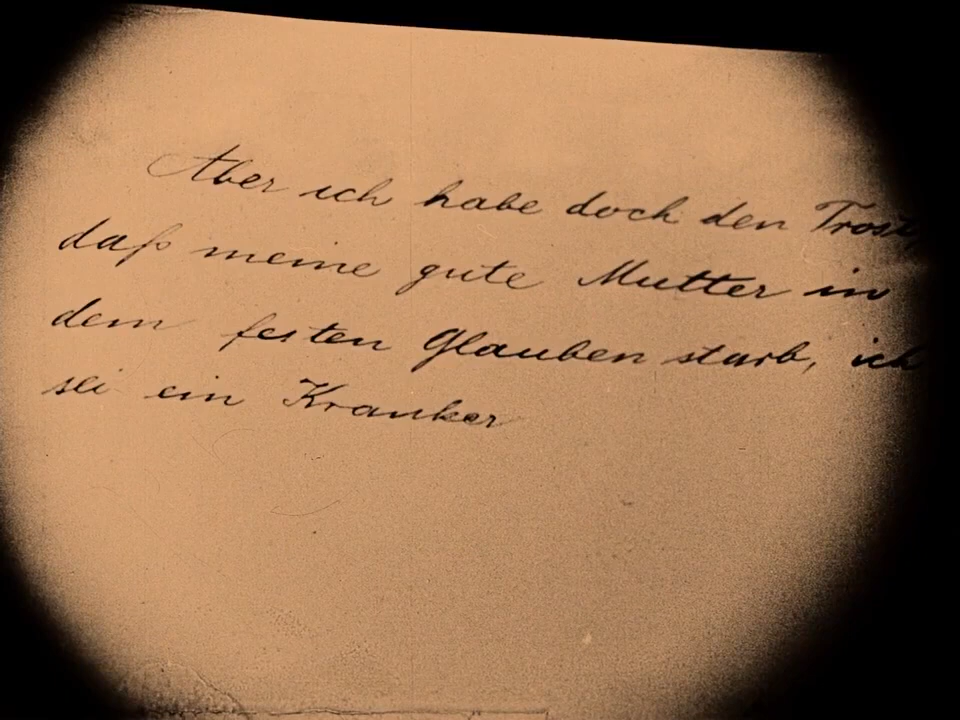 Aber ich habe doch den Trost,
daß meine gute Mutter in
dem festen Glauben starb, ich
sei ein Kranker